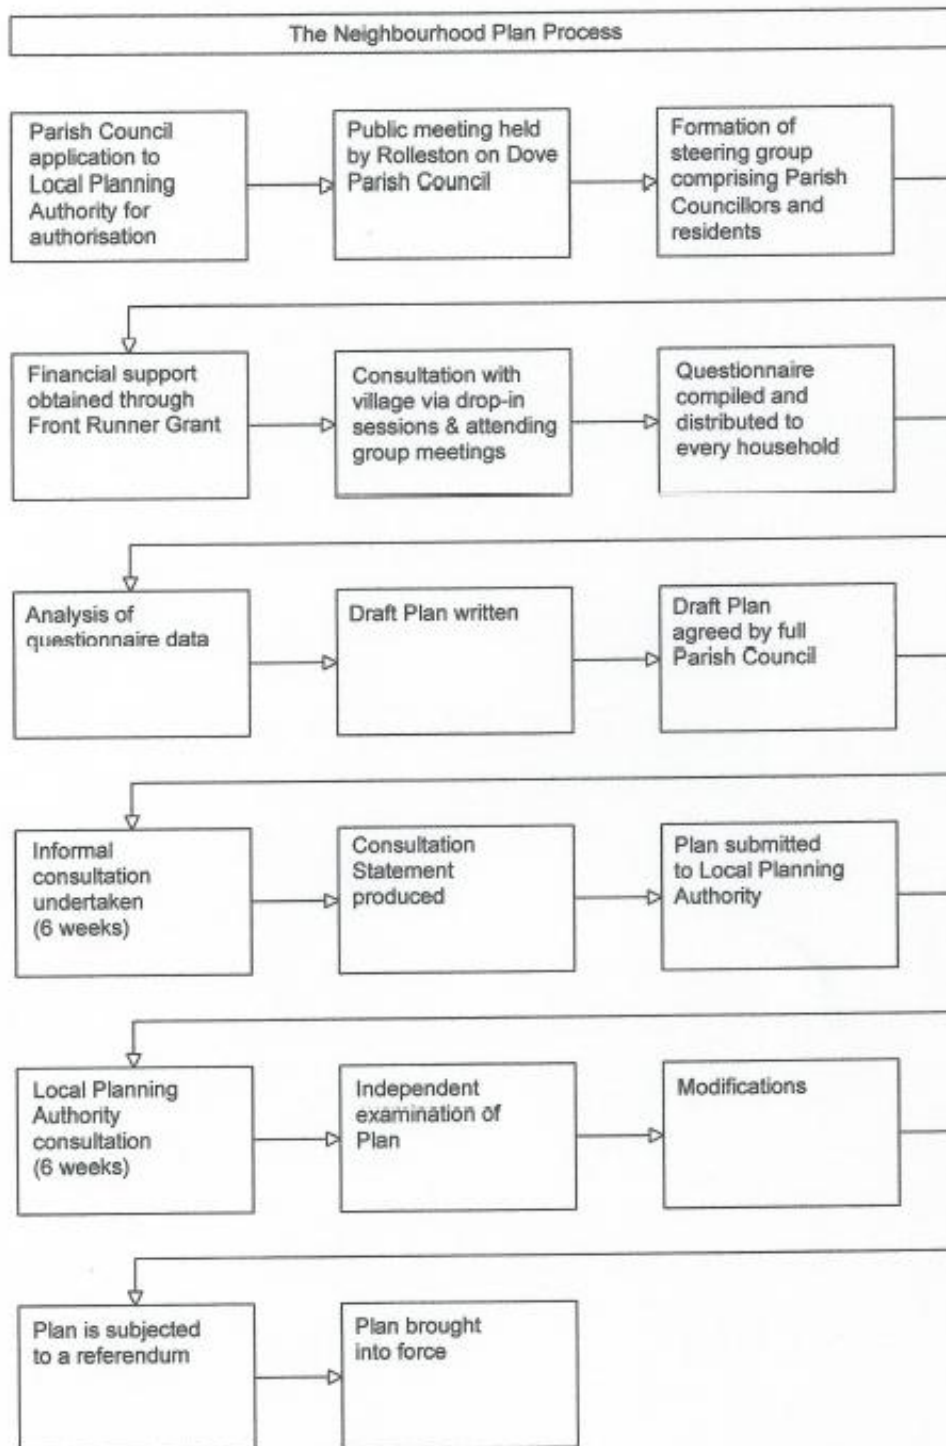 The Neighbourhood Plan Process
Parish Council
application to
Local Planning
Authority for
authorisation
Public meeting held
by Rolleston on Dove
Parish Council
Formation of
steering group
comprising Parish
Councillors and
residents
Financial support
obtained through
Front Runner Grant
Consultation with
village via drop-in
sessions & attending
group meetings
Questionnaire
compiled and
distributed to
every household
Analysis of
questionnaire data
Draft Plan written
Draft Plan
agreed by full
Parish Council
Informal
consultation
undertaken
(6 weeks)
Consultation
Statement
produced
Plan submitted
to Local Planning
Authority
Local Planning
Authority
consultation
(6 weeks)
Independent
examination of
Plan
Modifications
Plan is subjected
to a referendum
Plan brought
into force